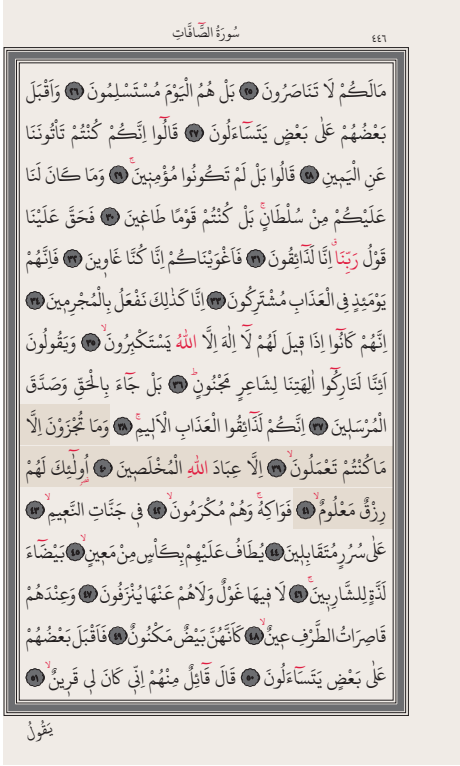 سُورَةُ الصَّٓافَّاتِ
٤٤٦
مَالَكُمْ لَا تَنَاصَرُونَ ٢٥ بَلْ هُمُ الْيَوْمَ مُسْتَسْلِمُونَ ٢٦ وَاَقْبَلَ
بَعْضُهُمْ عَلٰى بَعْضٍ يَتَسَٓاءَلُونَ ٢٧ قَالُٓوا اِنَّكُمْ كُنْتُمْ تَأْتُونَنَا
عَنِ الْيَم۪ينِ ٢٨ قَالُوا بَلْ لَمْ تَكُونُوا مُؤْمِن۪ينَۚ ٢٩ وَمَا كَانَ لَنَا
عَلَيْكُمْ مِنْ سُلْطَانٍۚ بَلْ كُنْتُمْ قَوْمًا طَاغ۪ينَ ٣٠ فَحَقَّ عَلَيْنَا
قَوْلُ رَبِّنَاۗ اِنَّا لَذَٓائِقُونَ ٣١ فَاَغْوَيْنَاكُمْ اِنَّا كُنَّا غَاو۪ينَ ٣٢ فَاِنَّهُمْ
يَوْمَئِذٍ فِي الْعَذَابِ مُشْتَرِكُونَ ٣٣ اِنَّا كَذٰلِكَ نَفْعَلُ بِالْمُجْرِم۪ينَ ٣٤
اِنَّهُمْ كَانُٓوا اِذَا ق۪يلَ لَهُمْ لَٓا اِلٰهَ اِلَّا اللّٰهُ يَسْتَكْبِرُونَۙ ٣٥ وَيَقُولُونَ
اَئِنَّا لَتَارِكُٓوا اٰلِهَتِنَا لِشَاعِرٍ مَجْنُونٍۜ ٣٦ بَلْ جَٓاءَ بِالْحَقِّ وَصَدَّقَ
الْمُرْسَل۪ينَ ٣٧ اِنَّكُمْ لَذَٓائِقُوا الْعَذَابِ الْاَل۪يمِۚ ٣٨ وَمَا تُجْزَوْنَ اِلَّا
مَا كُنْتُمْ تَعْمَلُونَۙ ٣٩ اِلَّا عِبَادَ اللّٰهِ الْمُخْلَص۪ينَ ٤٠ اُو۬لٰٓئِكَ لَهُمْ
رِزْقٌ مَعْلُومٌۙ ٤١ فَوَاكِهُۚ وَهُمْ مُكْرَمُونَۙ ٤٢ ف۪ي جَنَّاتِ النَّع۪يمِۙ ٤٣
عَلٰى سُرُرٍ مُتَقَابِل۪ينَ ٤٤ يُطَافُ عَلَيْهِمْ بِكَأْسٍ مِنْ مَع۪ينٍۙ ٤٥ بَيْضَٓاءَ
لَذَّةٍ لِلشَّارِب۪ينَۚ ٤٦ لَا ف۪يهَا غَوْلٌ وَلَا هُمْ عَنْهَا يُنْزَفُونَ ٤٧ وَعِنْدَهُمْ
قَاصِرَاتُ الطَّرْفِ ع۪ينٌۙ ٤٨ كَاَنَّهُنَّ بَيْضٌ مَكْنُونٌ ٤٩ فَاَقْبَلَ بَعْضُهُمْ
عَلٰى بَعْضٍ يَتَسَٓاءَلُونَ ٥٠ قَالَ قَٓائِلٌ مِنْهُمْ اِنّ۪ي كَانَ ل۪ي قَر۪ينٌۙ ٥١
يَقُولُ